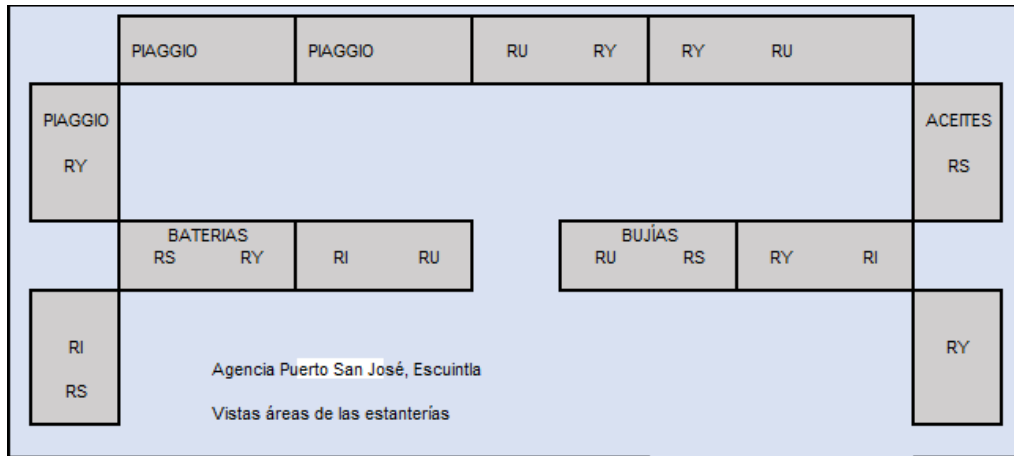 PIAGGIO PIAGGIO RU RY RY RU
PIAGGIO ACEITES
RY RS
BATERIAS BUJÍAS
RS RY RI RU RU RS RY RI
RI RY
RS
Agencia Puerto San José, Escuintla
Vistas áreas de las estanterías